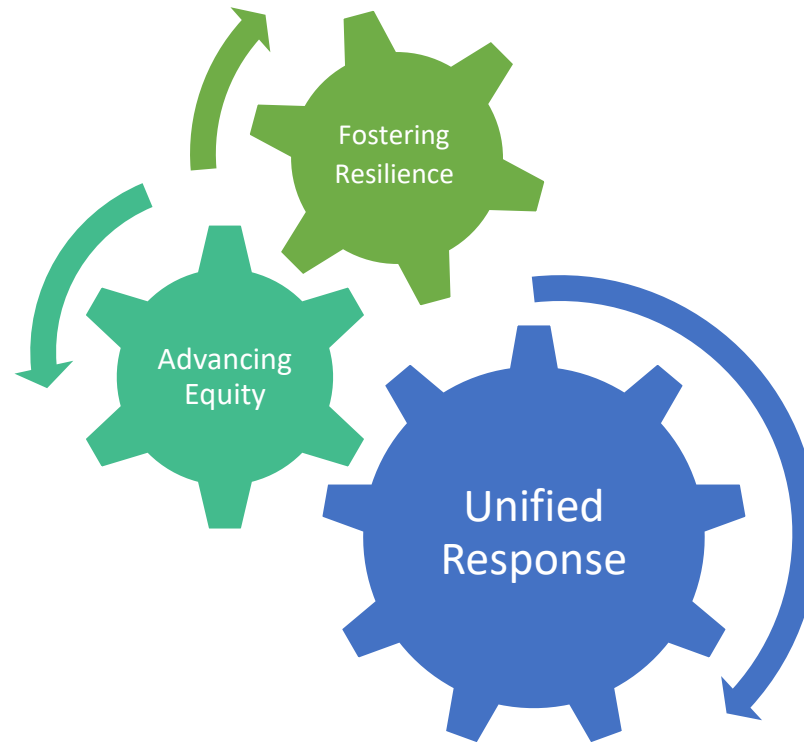 Fostering
Resilience
Advancing
Equity
Unified
Response